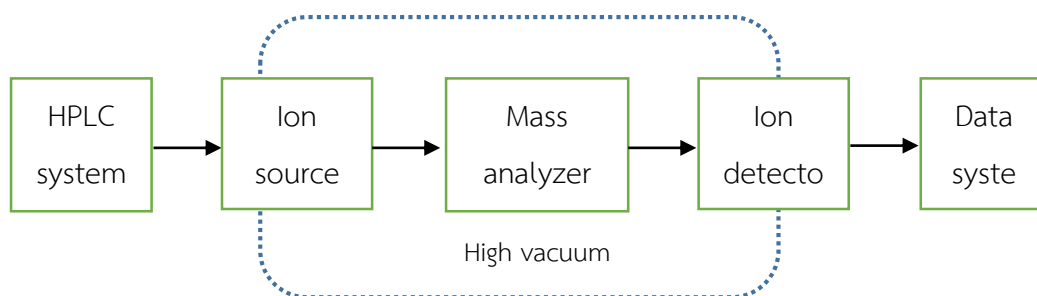 HPLC
system
Ion
source
Mass
analyzer
Ion
detecto
Data
syste
High vacuum